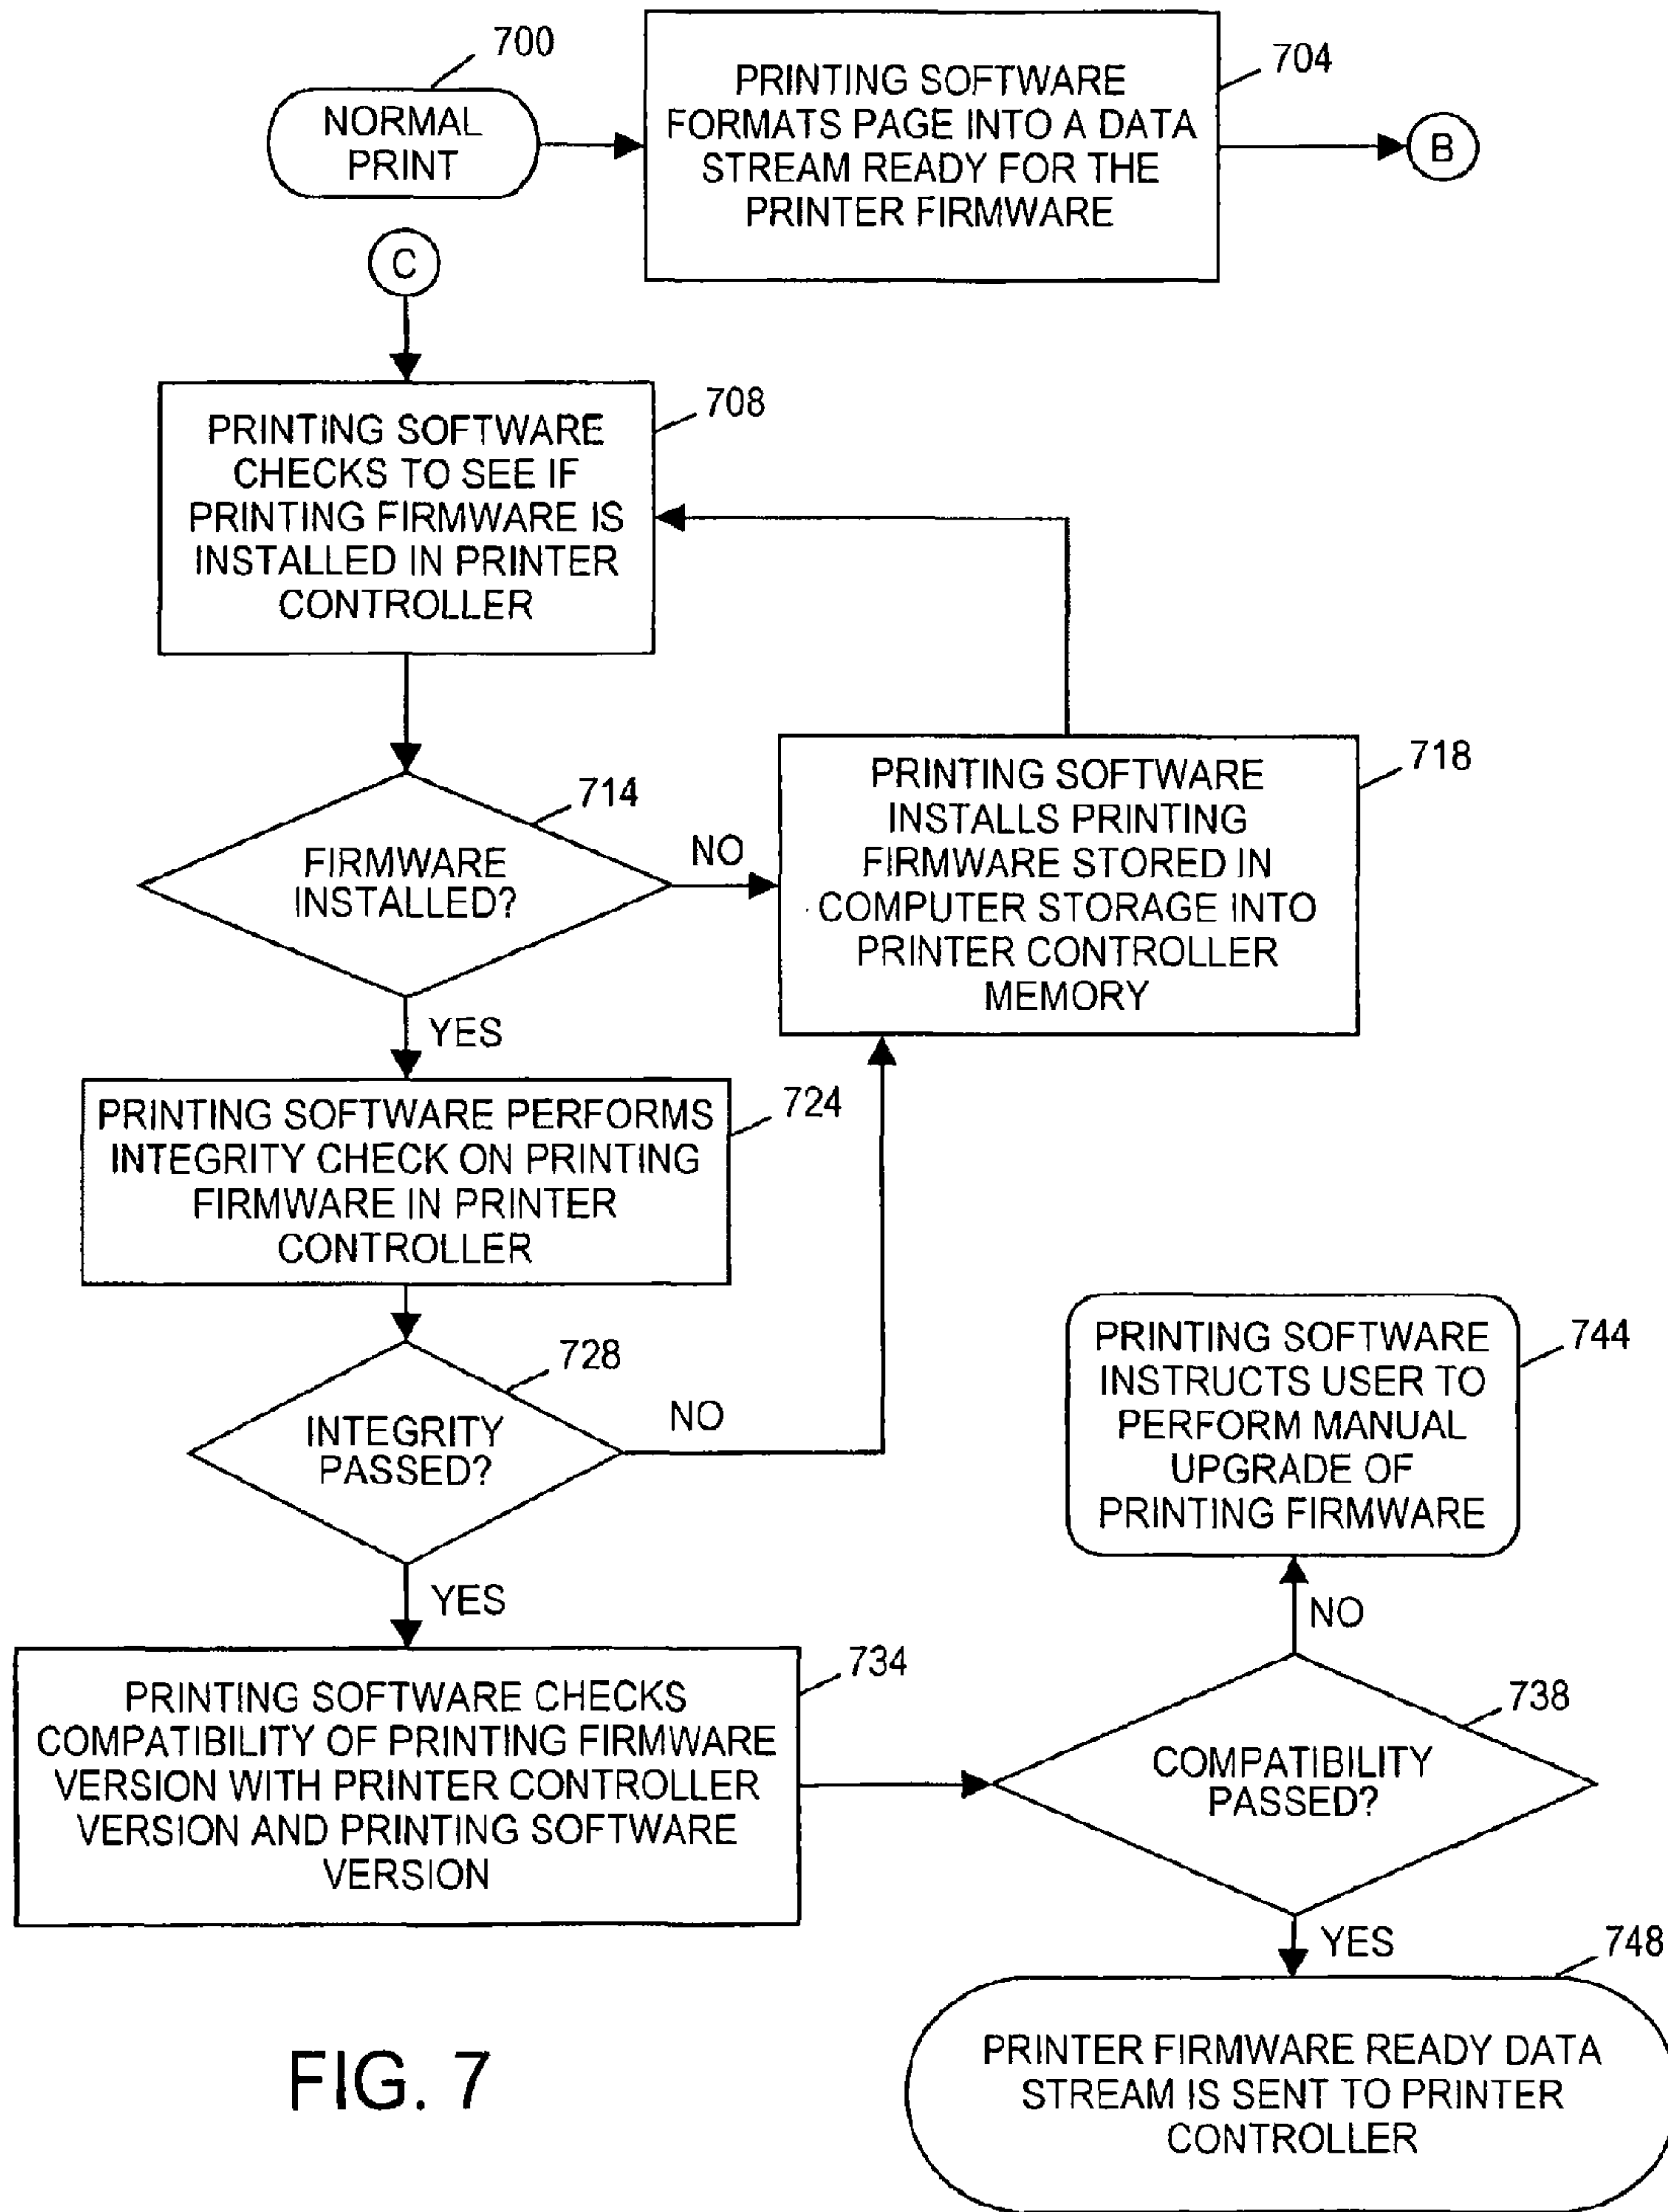 700
NORMAL
PRINT
PRINTING SOFTWARE
FORMATS PAGE INTO A DATA
STREAM READY FOR THE
PRINTER FIRMWARE
704
B
C
PRINTING SOFTWARE
CHECKS TO SEE IF
PRINTING FIRMWARE IS
INSTALLED IN PRINTER
CONTROLLER
708
FIRMWARE
INSTALLED?
714
NO
PRINTING SOFTWARE
INSTALLS PRINTING
FIRMWARE STORED IN
COMPUTER STORAGE INTO
PRINTER CONTROLLER
MEMORY
718
YES
PRINTING SOFTWARE PERFORMS
INTEGRITY CHECK ON PRINTING
FIRMWARE IN PRINTER
CONTROLLER
724
INTEGRITY
PASSED?
728
NO
YES
PRINTING SOFTWARE CHECKS
COMPATIBILITY OF PRINTING FIRMWARE
VERSION WITH PRINTER CONTROLLER
VERSION AND PRINTING SOFTWARE
VERSION
734
COMPATIBILITY
PASSED?
738
NO
PRINTING SOFTWARE
INSTRUCTS USER TO
PERFORM MANUAL
UPGRADE OF
PRINTING FIRMWARE
744
YES
748
PRINTER FIRMWARE READY DATA
STREAM IS SENT TO PRINTER
CONTROLLER
FIG. 7